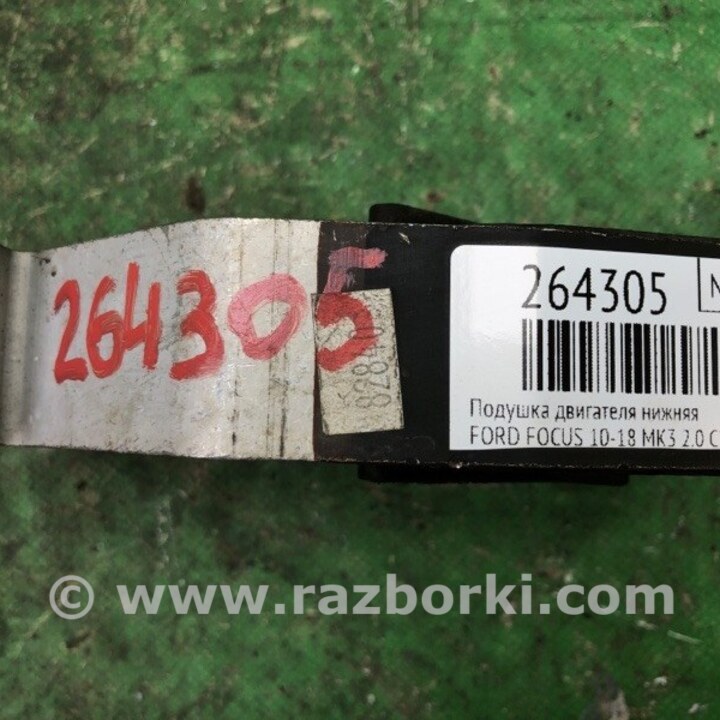 264305
264305
Подушка двигателя нижняя
FORD FOCUS 10-18 MK3 2.0
© www.razborki.com